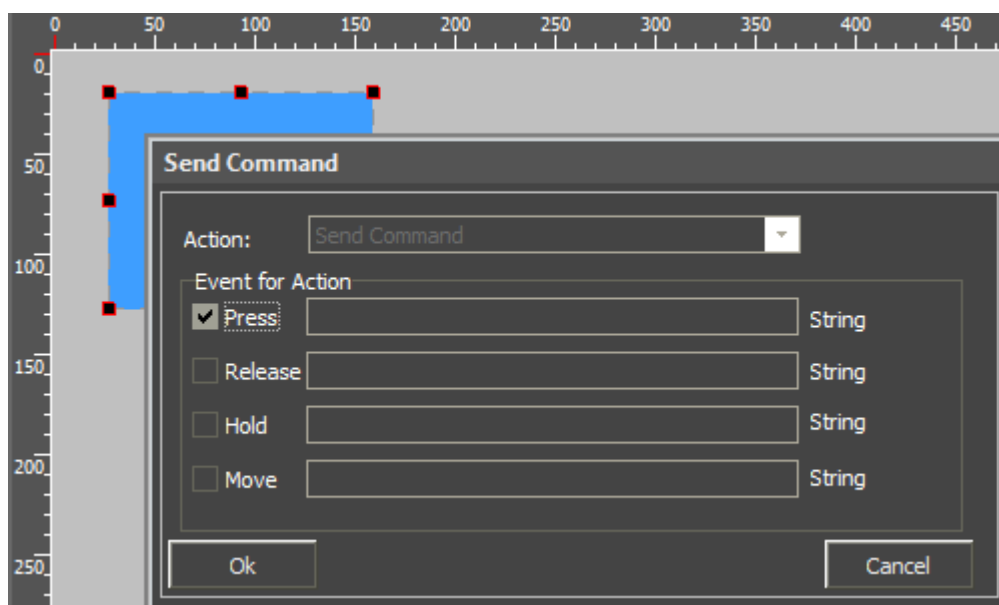 0 50 100 150 200 250 300 350 400 450
0
50
Send Command
Action: Send Command
100
Event for Action
Press String
150
Release String
Hold String
200
Move String
250
Ok Cancel